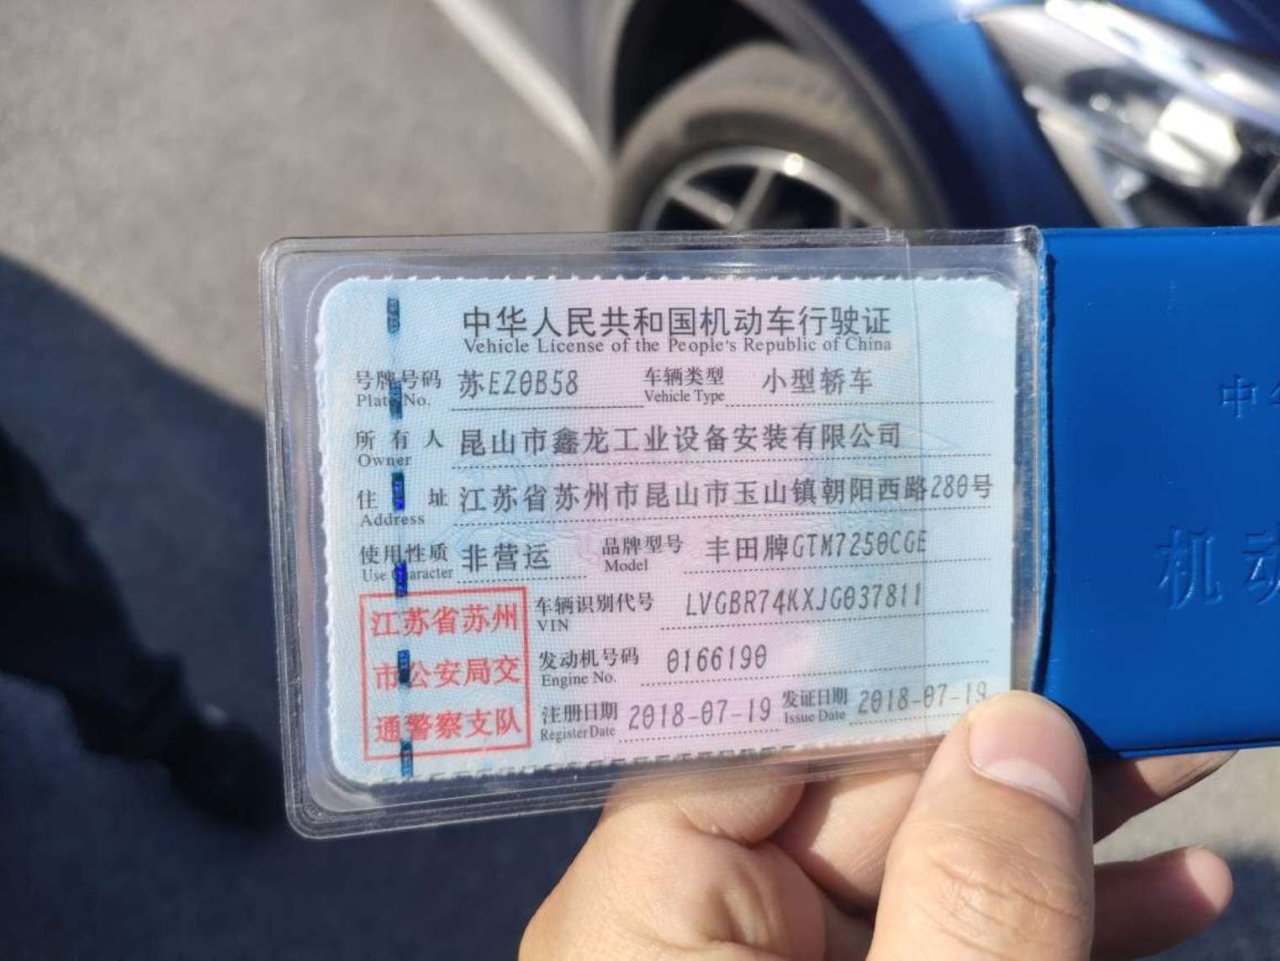 中华人民共和国机动车行驶证
Vehicle License of the People's Republic of China
号牌号码 苏EZ0B58 车辆类型 小型轿车
Plate No. Vehicle Type
所有人 昆山市鑫龙工业设备安装有限公司
Owner
住址 江苏省苏州市昆山市玉山镇朝阳西路280号
Address
使用性质 非营运 品牌型号 丰田牌GTM7250CGE
Use Character Model
江苏省苏州
市公安局交
通警察支队
车辆识别代号 LVGBR74KXJG037811
VIN
发动机号码 0166190
Engine No.
注册日期 2018-07-19 发证日期 2018-07-19
Register Date Issue Date
中
机动